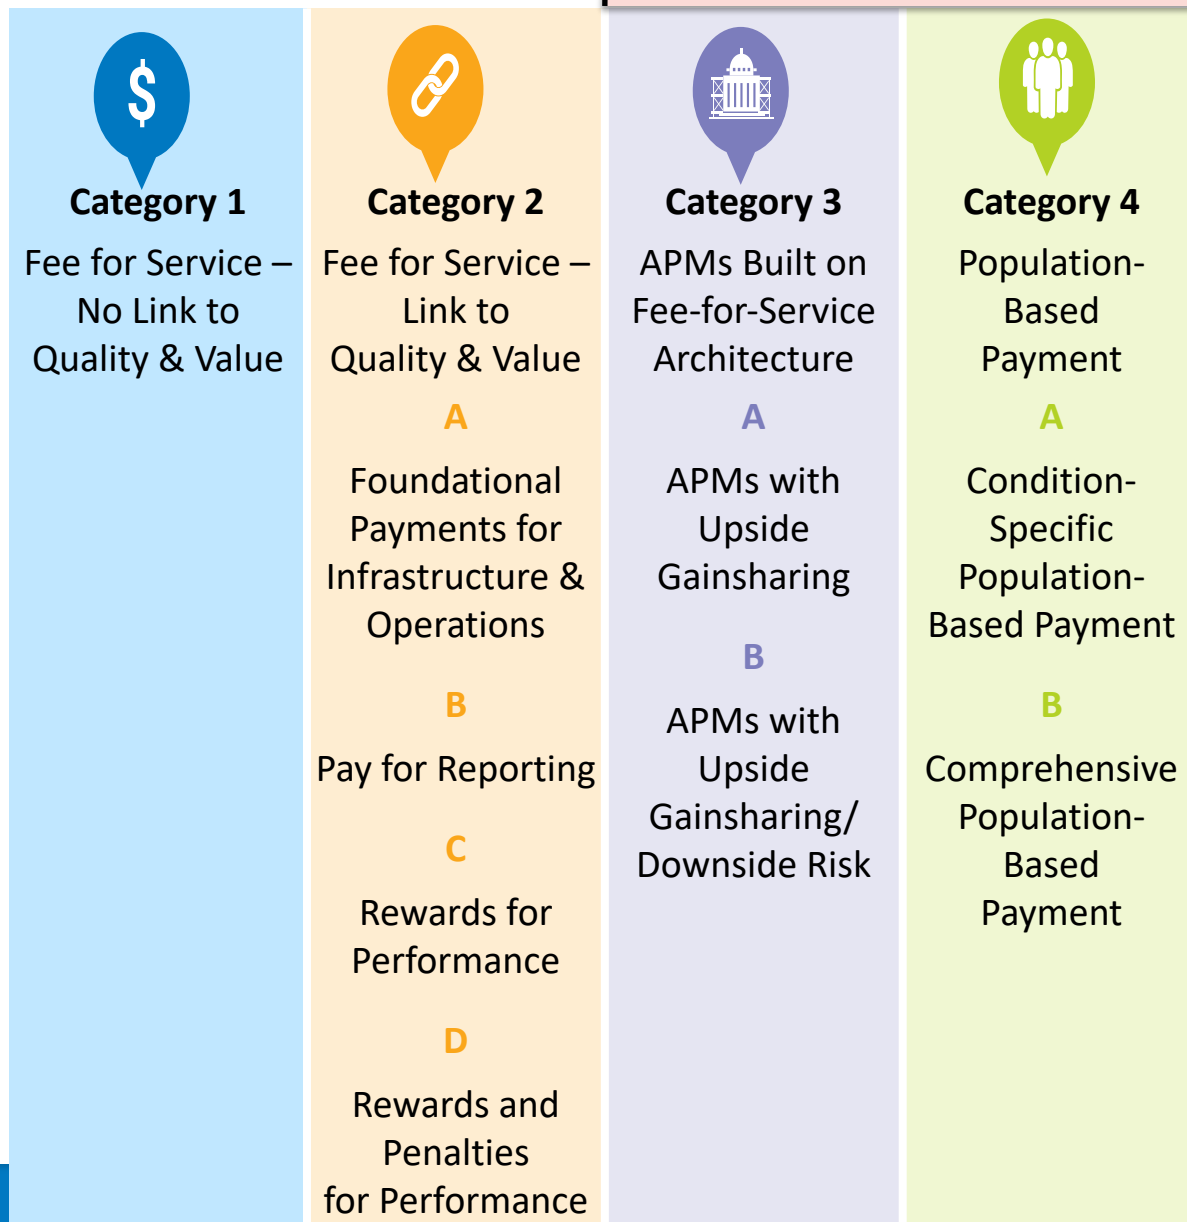 $
Category 1
Fee for Service –
No Link to
Quality & Value
Category 2
Fee for Service –
Link to
Quality & Value
A
Foundational
Payments for
Infrastructure &
Operations
B
Pay for Reporting
C
Rewards for
Performance
D
Rewards and
Penalties
for Performance
Category 3
APMs Built on
Fee-for-Service
Architecture
A
APMs with
Upside
Gainsharing
B
APMs with
Upside
Gainsharing/
Downside Risk
Category 4
Population-
Based
Payment
A
Condition-
Specific
Population-
Based Payment
B
Comprehensive
Population-
Based
Payment